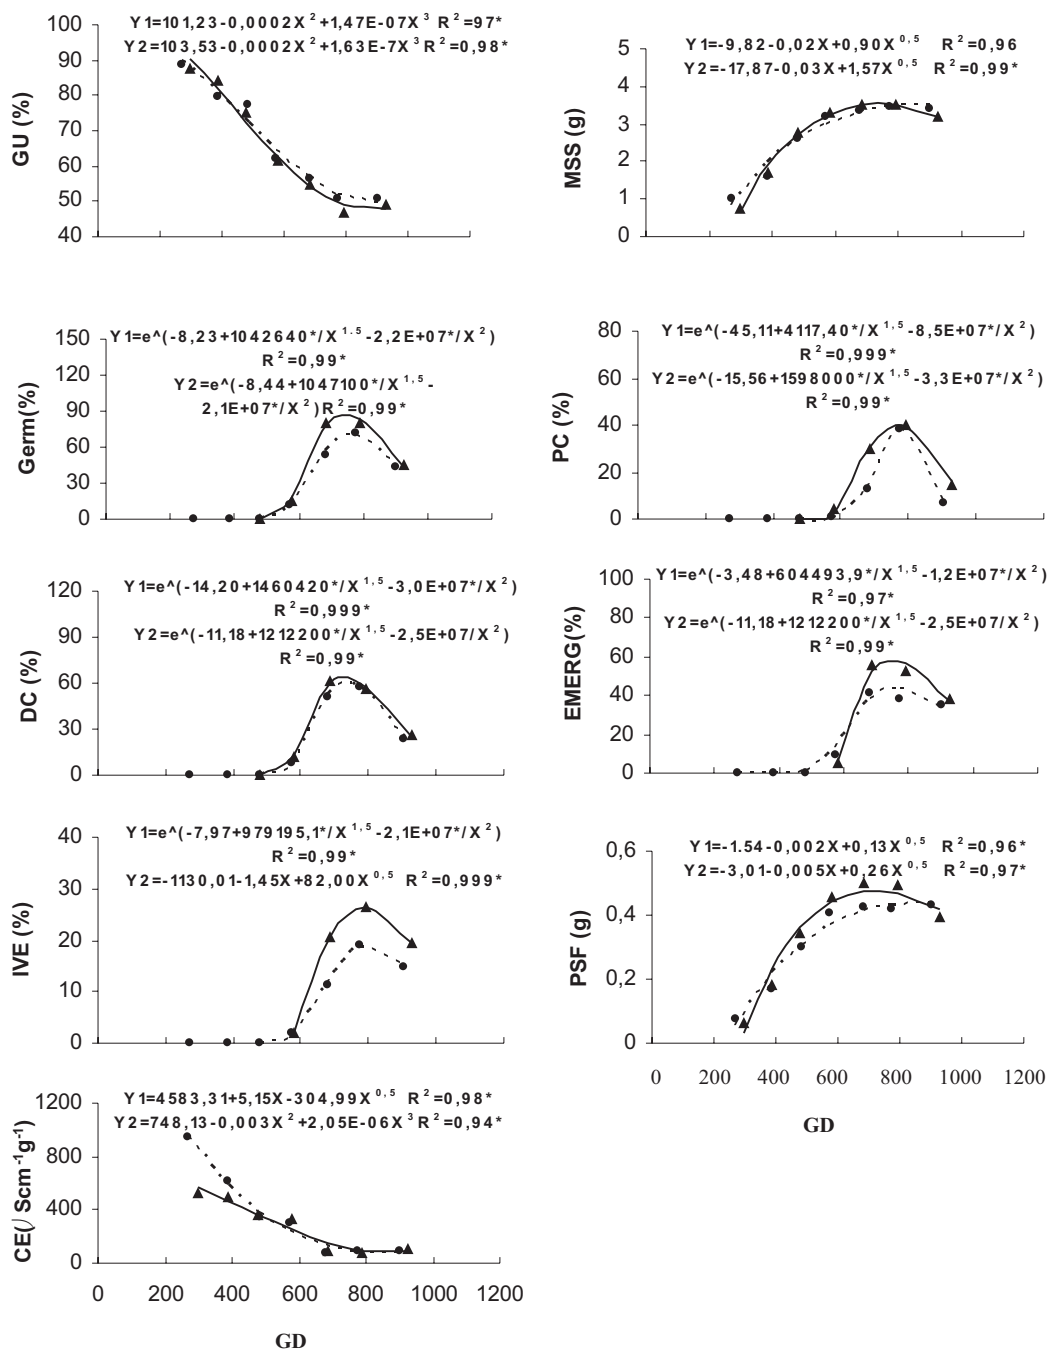 Y1=101,23-0,0002X²+1,47E-07X³ R²=97*
Y2=103,53-0,0002X²+1,63E-7X³ R²=0,98*
GU (%)
100
90
80
70
60
50
40
Y1=-9,82-0,02X+0,90X^0,5 R²=0,96
Y2=-17,87-0,03X+1,57X^0,5 R²=0,99*
MSS (g)
5
4
3
2
1
0
Y1=e^(-8,23+1042640*/X^1.5-2,2E+07*/X²)
R²=0,99*
Y2=e^(-8,44+1047100*/X^1,5-
2,1E+07*/X²)R²=0,99*
Germ(%)
150
120
90
60
30
0
Y1=e^(-45,11+4117,40*/X^1,5-8,5E+07*/X²)
R²=0,999*
Y2=e^(-15,56+1598000*/X^1,5-3,3E+07*/X²)
R²=0,99*
PC (%)
80
60
40
20
0
Y1=e^(-14,20+1460420*/X^1,5-3,0E+07*/X²)
R²=0,999*
Y2=e^(-11,18+1212200*/X^1,5-2,5E+07/X²)
R²=0,99*
DC (%)
120
90
60
30
0
Y1=e^(-3,48+604493,9*/X^1,5-1,2E+07*/X²)
R²=0,97*
Y2=e^(-11,18+1212200*/X^1,5-2,5E+07/X²)
R²=0,99*
EMERG(%)
100
80
60
40
20
0
Y1=e^(-7,97+979195,1*/X^1,5-2,1E+07*/X²)
R²=0,99*
Y2=-1130,01-1,45X+82,00X^0,5 R²=0,999*
IVE (%)
40
30
20
10
0
Y1=-1.54-0,002X+0,13X^0,5 R²=0,96*
Y2=-3,01-0,005X+0,26X^0,5 R²=0,97*
PSF (g)
0,6
0,4
0,2
0
0 200 400 600 800 1000 1200
GD
Y1=4583,31+5,15X-304,99X^0,5 R²=0,98*
Y2=748,13-0,003X²+2,05E-06X³ R²=0,94*
CE(⌡Scm⁻¹g⁻¹)
1200
800
400
0
0 200 400 600 800 1000 1200
GD